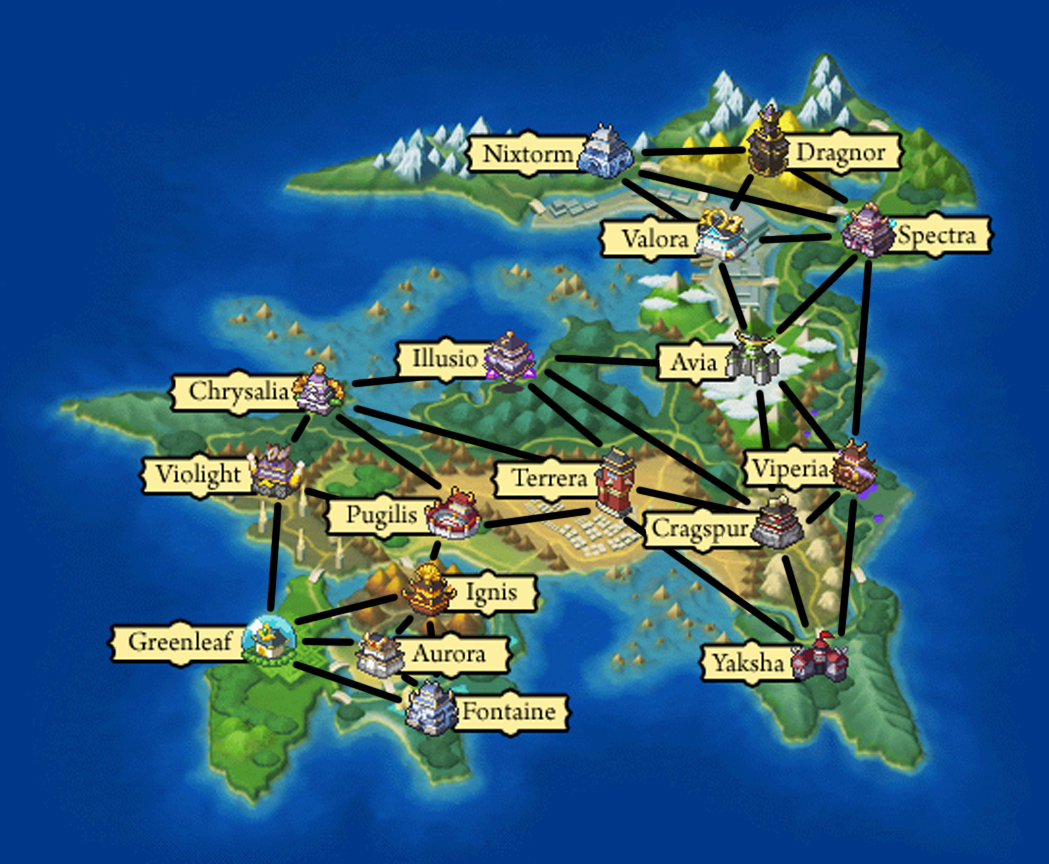 Nixtorm
Dragnor
Valora
Spectra
Illusio
Avia
Chrysalia
Violight
Terrera
Viperia
Pugilis
Cragspur
Ignis
Greenleaf
Aurora
Yaksha
Fontaine